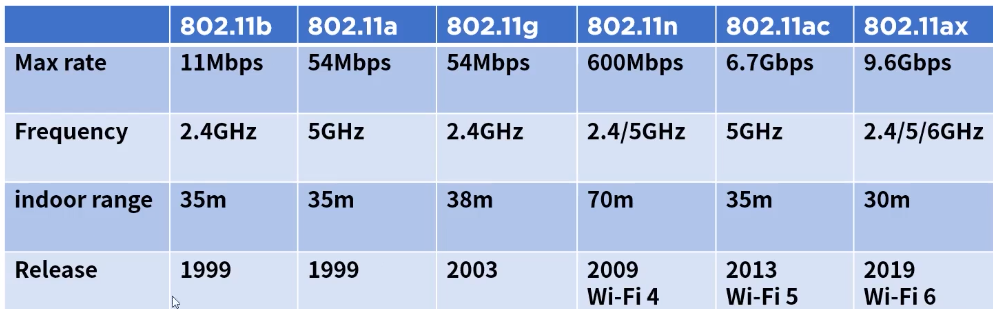 802.11b 802.11a 802.11g 802.11n 802.11ac 802.11ax
Max rate 11Mbps 54Mbps 54Mbps 600Mbps 6.7Gbps 9.6Gbps
Frequency 2.4GHz 5GHz 2.4GHz 2.4/5GHz 5GHz 2.4/5/6GHz
indoor range 35m 35m 38m 70m 35m 30m
Release 1999 1999 2003 2009 2013 2019
Wi-Fi 4 Wi-Fi 5 Wi-Fi 6